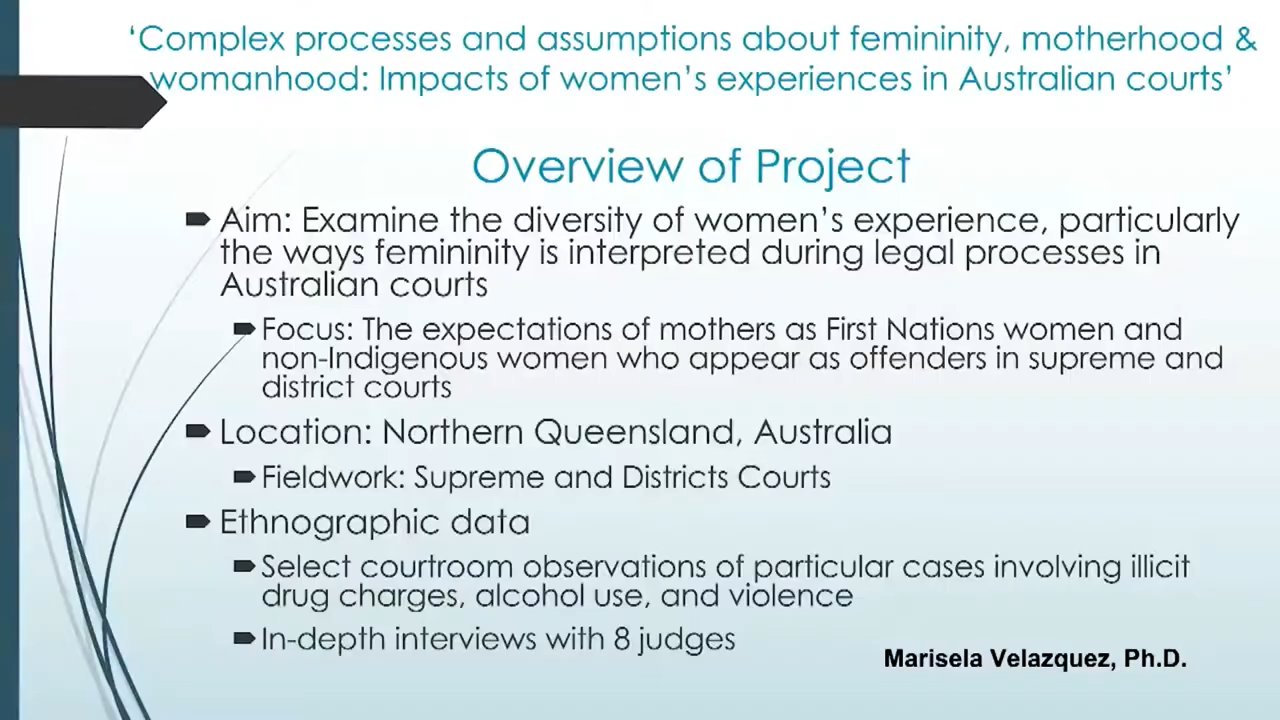 ‘Complex processes and assumptions about femininity, motherhood &
womanhood: Impacts of women’s experiences in Australian courts’
Overview of Project
Aim: Examine the diversity of women’s experience, particularly
the ways femininity is interpreted during legal processes in
Australian courts
Focus: The expectations of mothers as First Nations women and
non-Indigenous women who appear as offenders in supreme and
district courts
Location: Northern Queensland, Australia
Fieldwork: Supreme and Districts Courts
Ethnographic data
Select courtroom observations of particular cases involving illicit
drug charges, alcohol use, and violence
In-depth interviews with 8 judges
Marisela Velazquez, Ph.D.